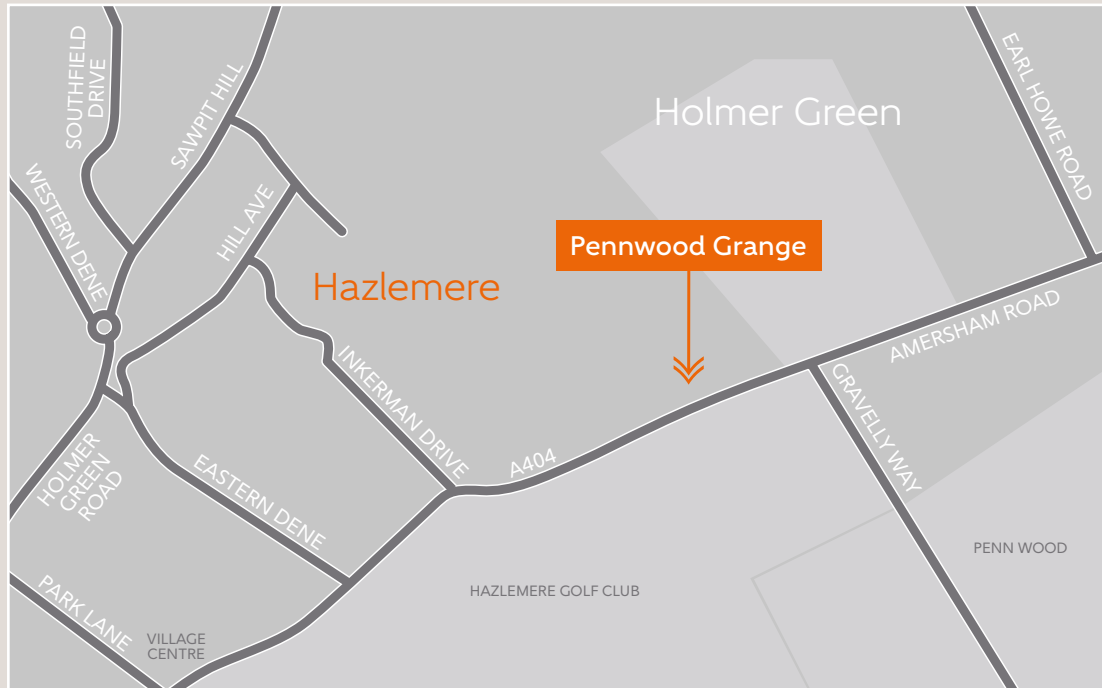 SOUTHFIELD
DRIVE
SAWPIT HILL
EARL HOWE ROAD
Holmer Green
WESTERN DENE
HILL AVE
Pennwood Grange
Hazlemere
AMERSHAM ROAD
INKERMAN DRIVE
GRAVELLY WAY
A404
HOLMER
GREEN
ROAD
EASTERN DENE
PENN WOOD
HAZLEMERE GOLF CLUB
PARK LANE
VILLAGE
CENTRE